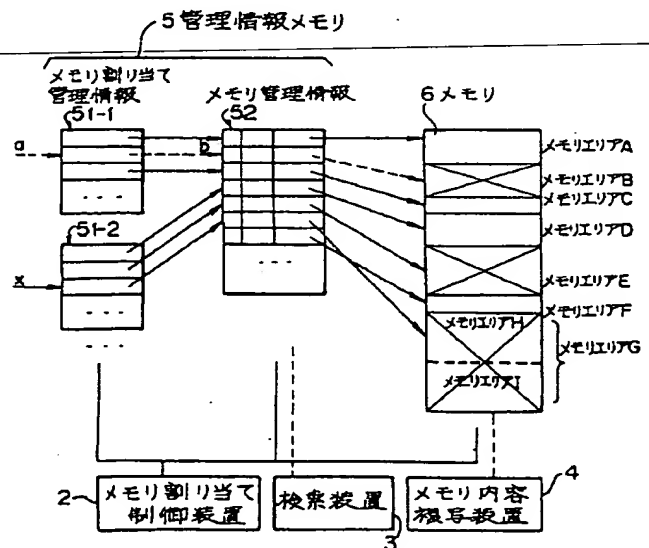 5 管理情報メモリ
メモリ割り当て
管理情報
メモリ管理情報
51-1
52
6 メモリ
a
b
メモリエリアA
メモリエリアB
メモリエリアC
メモリエリアD
メモリエリアE
メモリエリアF
メモリエリアG
メモリエリアH
メモリエリアI
51-2
x
2
メモリ割り当て
制御装置
検索装置
3
メモリ内容
複写装置
4